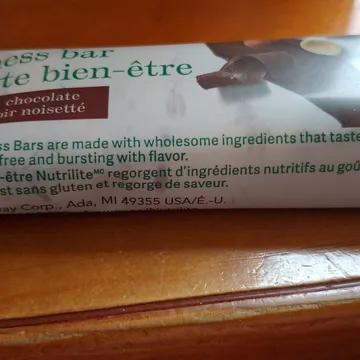 ness bar
te bien-être
chocolate
oir noisetté
ss Bars are made with wholesome ingredients that taste
free and bursting with flavor.
-être Nutrilite MC regorgent d'ingrédients nutritifs au goû
st sans gluten et regorge de saveur.
ay Corp., Ada, MI 49355 USA/É.-U.